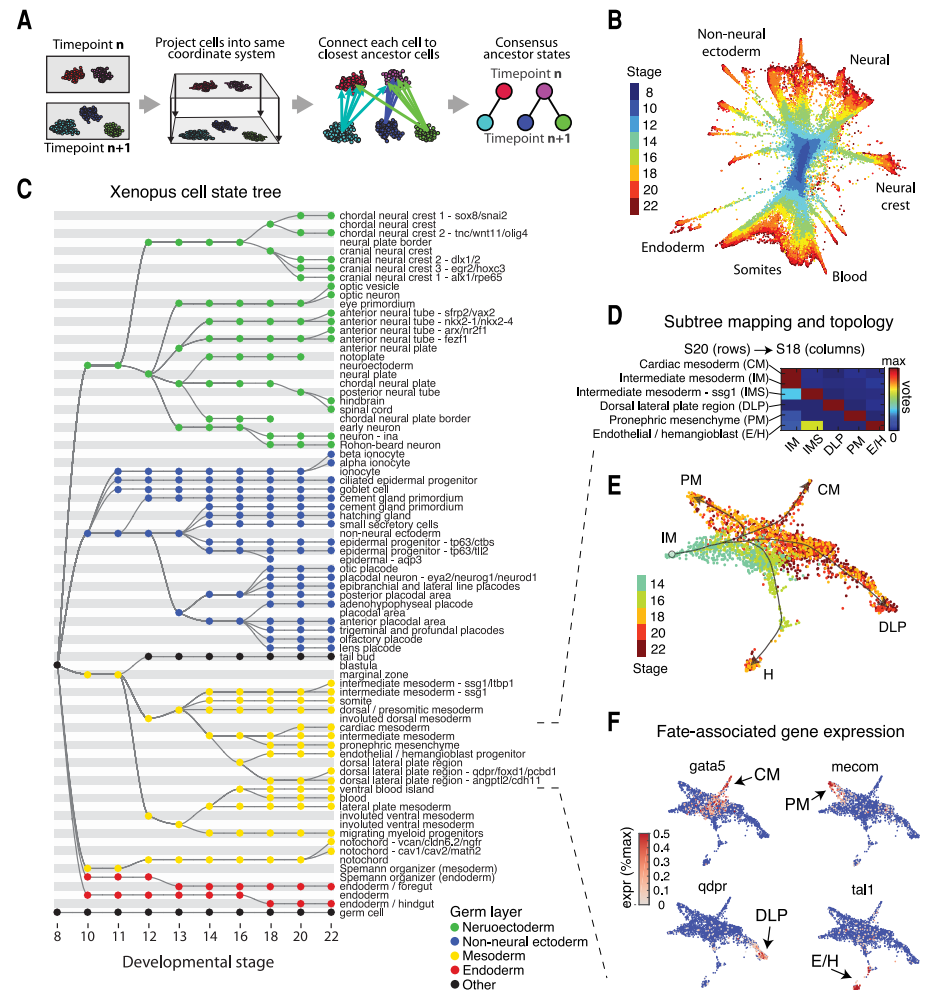 A
Timepoint n
Timepoint n+1
Project cells into same
coordinate system
Connect each cell to
closest ancestor cells
Consensus
ancestor states
Timepoint n
Timepoint n+1
B
Non-neural
ectoderm
Neural
Stage
8
10
12
14
16
18
20
22
Neural
crest
Endoderm
Somites
Blood
C
Xenopus cell state tree
chordal neural crest 1 - sox8/snai2
chordal neural crest
chordal neural crest 2 - tnc/wnt11/olig4
neural plate border
cranial neural crest
cranial neural crest 2 - dlx1/2
cranial neural crest 3 - egr2/hoxc3
cranial neural crest 1 - alx1/rpe65
optic vesicle
optic neuron
eye primordium
anterior neural tube - sfrp2/vax2
anterior neural tube - nkx2-1/nkx2-4
anterior neural tube - arx/nr2f1
anterior neural tube - fezf1
anterior neural plate
notoplate
neuroectoderm
neural plate
chordal neural plate
posterior neural tube
hindbrain
spinal cord
chordal neural plate border
early neuron
neuron - ina
Rohon-beard neuron
beta ionocyte
alpha ionocyte
ionocyte
ciliated epidermal progenitor
goblet cell
cement gland primordium
cement gland primordium
hatching gland
small secretory cells
non-neural ectoderm
epidermal progenitor - tp63/ctbs
epidermal progenitor - tp63/tll2
epidermal - aqp3
otic placode
placodal neuron - eya2/neurog1/neurod1
epibranchial and lateral line placodes
posterior placodal area
adenohypophyseal placode
placodal area
anterior placodal area
trigeminal and profundal placodes
olfactory placode
lens placode
tail bud
blastula
marginal zone
intermediate mesoderm - ssg1/ltbp1
intermediate mesoderm - ssg1
somite
dorsal / presomitic mesoderm
involuted dorsal mesoderm
cardiac mesoderm
intermediate mesoderm
pronephric mesenchyme
endothelial / hemangioblast progenitor
dorsal lateral plate region
dorsal lateral plate region - qdpr/foxd1/pcbd1
dorsal lateral plate region - angptl2/cdh11
ventral blood island
blood
lateral plate mesoderm
involuted ventral mesoderm
involuted ventral mesoderm
migrating myeloid progenitors
notochord - vcan/cldn6.2/ngfr
notochord - cav1/cav2/matn2
notochord
Spemann organizer (mesoderm)
Spemann organizer (endoderm)
endoderm / foregut
endoderm
endoderm / hindgut
germ cell
8 10 11 12 13 14 16 18 20 22
Developmental stage
Germ layer
Neruoectoderm
Non-neural ectoderm
Mesoderm
Endoderm
Other
D
Subtree mapping and topology
S20 (rows) → S18 (columns)
Cardiac mesoderm (CM)
Intermediate mesoderm (IM)
Intermediate mesoderm - ssg1 (IMS)
Dorsal lateral plate region (DLP)
Pronephric mesenchyme (PM)
Endothelial / hemangioblast (E/H)
IM IMS DLP PM E/H
max
votes
0
E
PM
CM
IM
DLP
H
14
16
18
20
22
Stage
F
Fate-associated gene expression
gata5
CM
mecom
PM
expr (%max)
0.5
0.4
0.3
0.2
0.1
0
qdpr
DLP
tal1
E/H